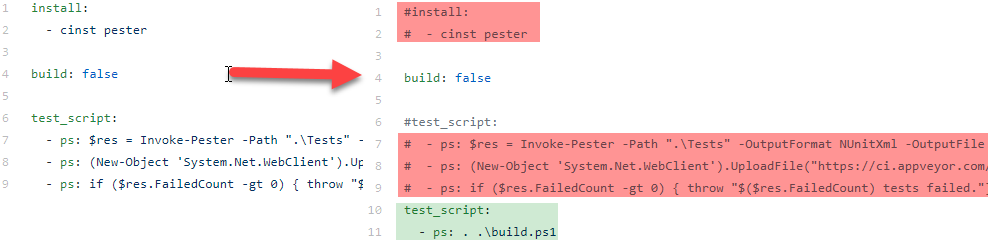 1 install:
2   - cinst pester
3
4 build: false
5
6 test_script:
7   - ps: $res = Invoke-Pester -Path ".\Tests" -
8   - ps: (New-Object 'System.Net.WebClient').Up
9   - ps: if ($res.FailedCount -gt 0) { throw "$
1 #install:
2 #  - cinst pester
3
4 build: false
5
6 #test_script:
7 #  - ps: $res = Invoke-Pester -Path ".\Tests" -OutputFormat NUnitXml -OutputFile
8 #  - ps: (New-Object 'System.Net.WebClient').UploadFile("https://ci.appveyor.com/
9 #  - ps: if ($res.FailedCount -gt 0) { throw "$($res.FailedCount) tests failed."}
10 test_script:
11   - ps: . .\build.ps1